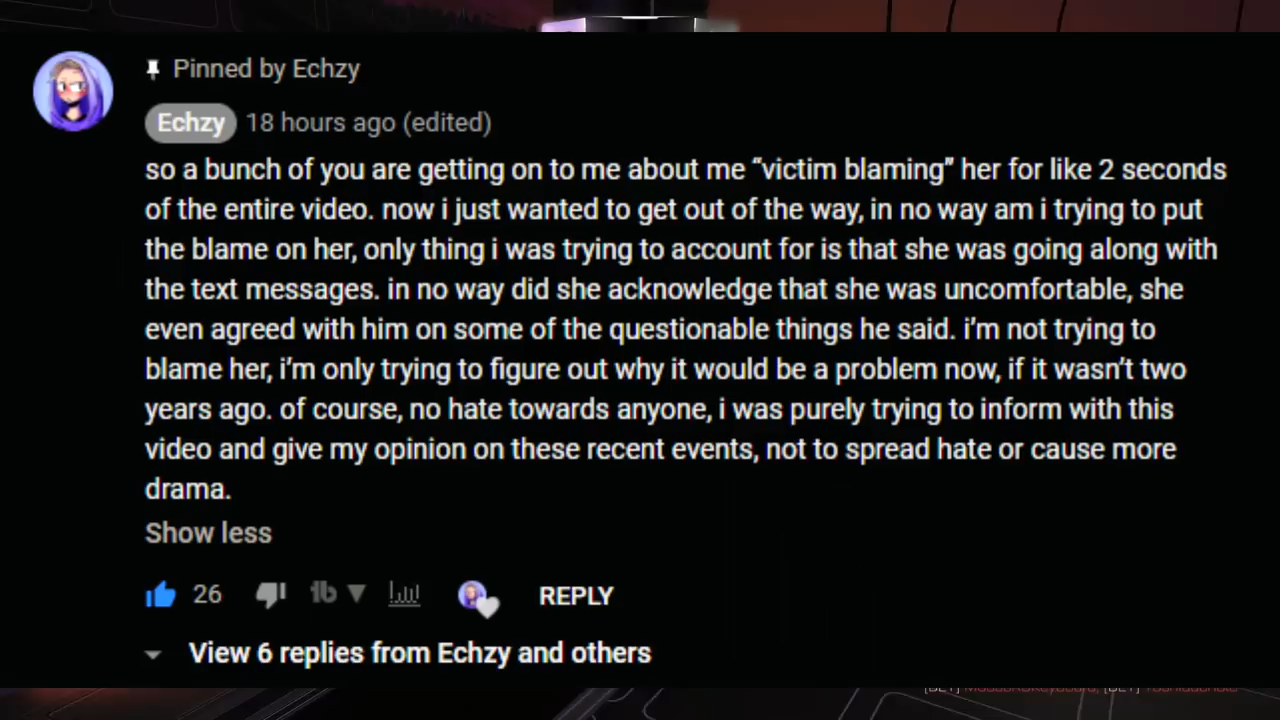 Pinned by Echzy
Echzy 18 hours ago (edited)
so a bunch of you are getting on to me about me “victim blaming” her for like 2 seconds
of the entire video. now i just wanted to get out of the way, in no way am i trying to put
the blame on her, only thing i was trying to account for is that she was going along with
the text messages. in no way did she acknowledge that she was uncomfortable, she
even agreed with him on some of the questionable things he said. i’m not trying to
blame her, i’m only trying to figure out why it would be a problem now, if it wasn’t two
years ago. of course, no hate towards anyone, i was purely trying to inform with this
video and give my opinion on these recent events, not to spread hate or cause more
drama.
Show less
26 REPLY
View 6 replies from Echzy and others